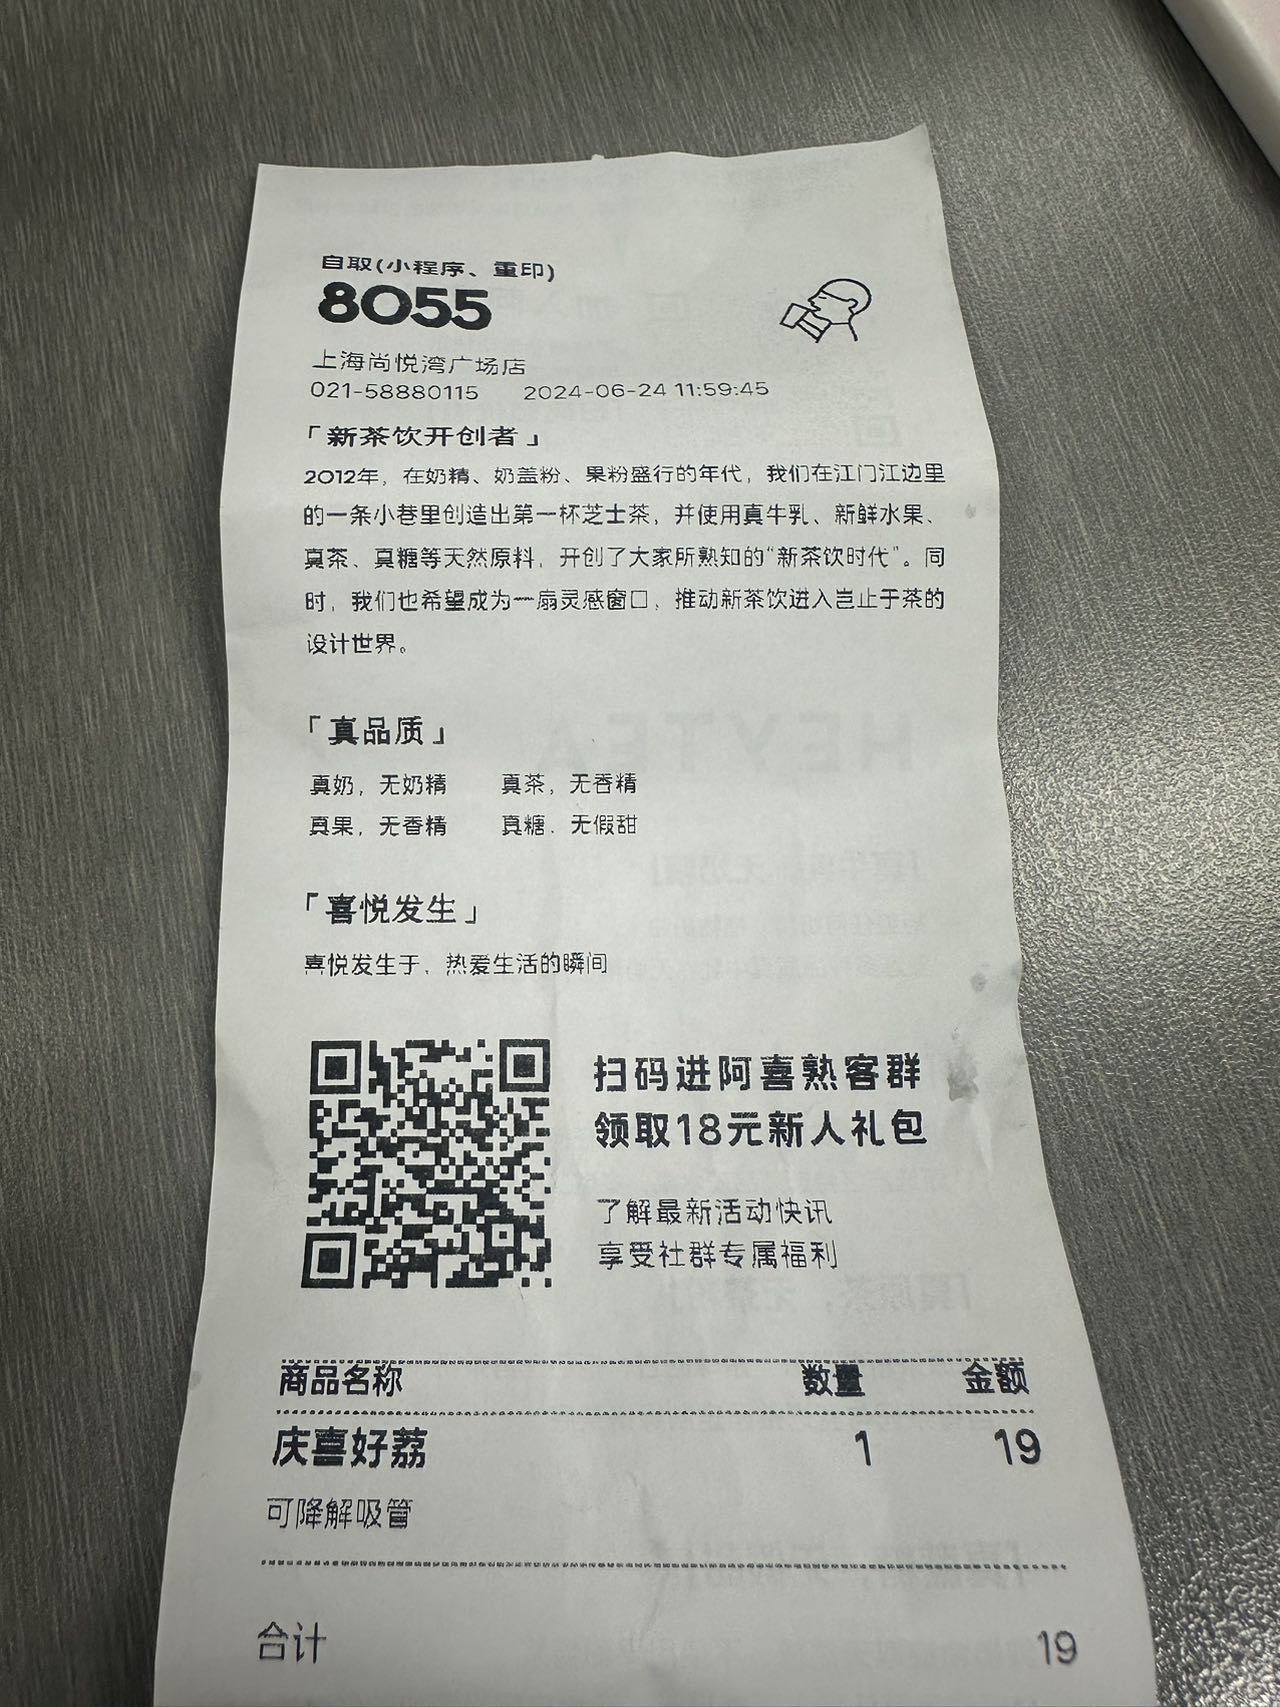 自取(小程序、重印)
8055
上海尚悦湾广场店
021-58880115 2024-06-24 11:59:45
「新茶饮开创者」
2012年，在奶精、奶盖粉、果粉盛行的年代，我们在江门江边里
的一条小巷里创造出第一杯芝士茶，并使用真牛乳、新鲜水果、
真茶、真糖等天然原料，开创了大家所熟知的“新茶饮时代”。同
时，我们也希望成为一扇灵感窗口，推动新茶饮进入岂止于茶的
设计世界。
「真品质」
真奶，无奶精 真茶，无香精
真果，无香精 真糖，无假甜
「喜悦发生」
喜悦发生于，热爱生活的瞬间
扫码进阿喜熟客群
领取18元新人礼包
了解最新活动快讯
享受社群专属福利
商品名称 数量 金额
庆喜好荔 1 19
可降解吸管
合计 19
HEYTEA